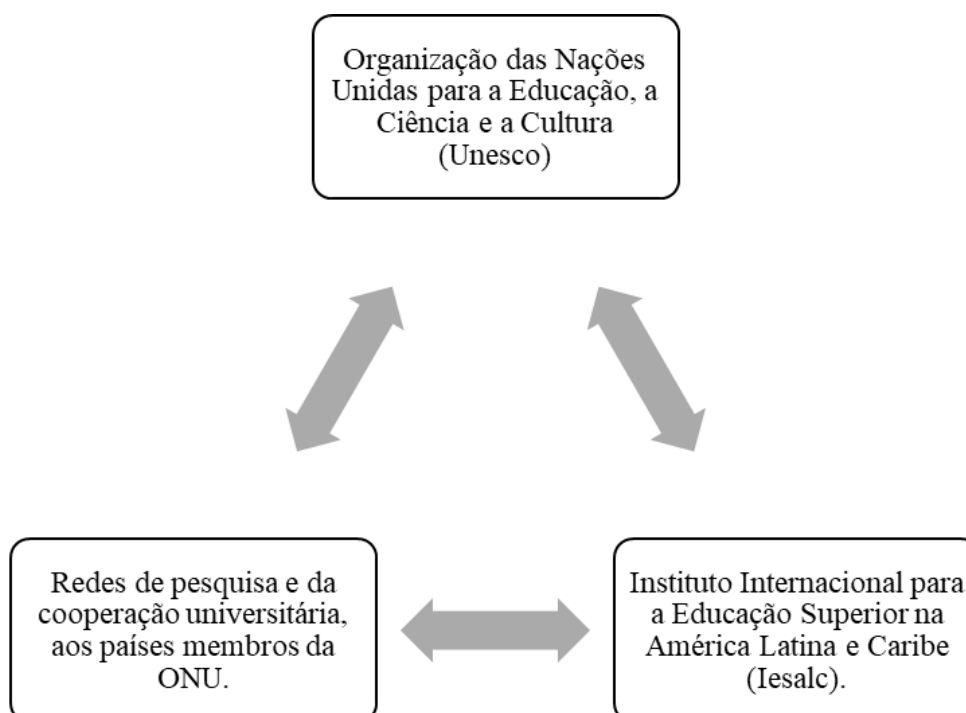 Organização das Nações
Unidas para a Educação, a
Ciência e a Cultura
(Unesco)
Redes de pesquisa e da
cooperação universitária,
aos países membros da
ONU.
Instituto Internacional para
a Educação Superior na
América Latina e Caribe
(Iesalc).